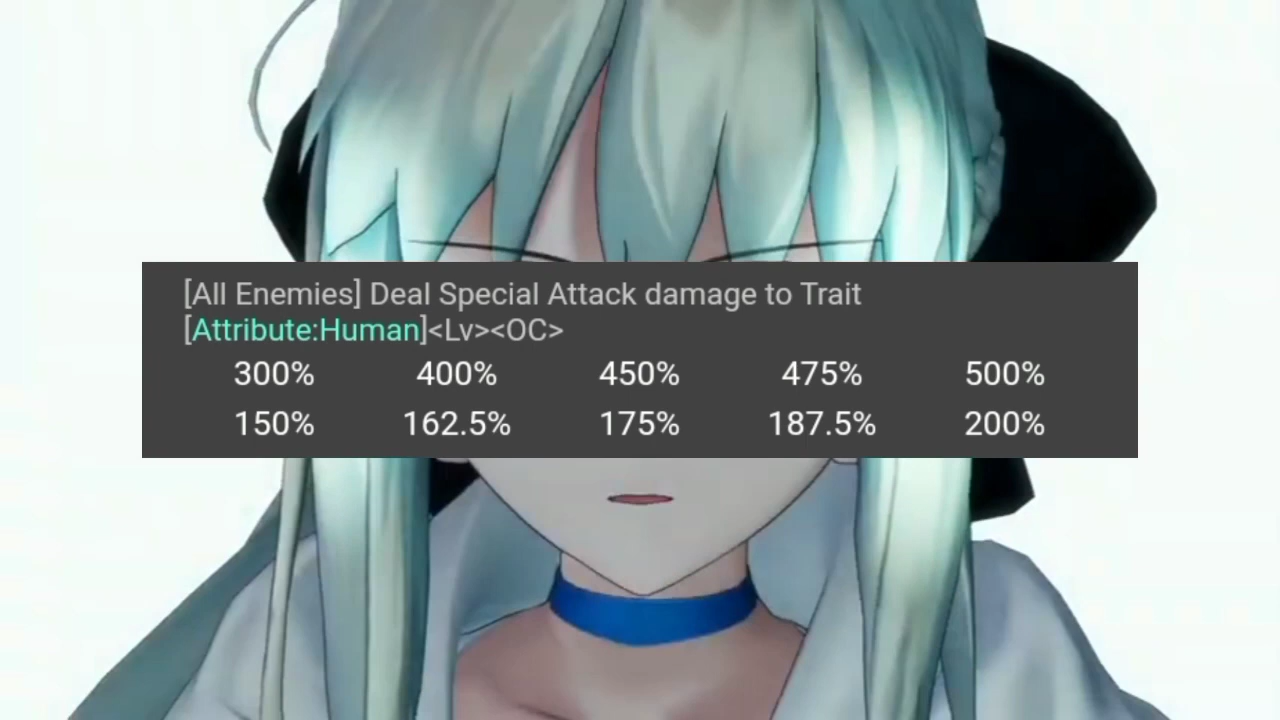 [All Enemies] Deal Special Attack damage to Trait
[Attribute:Human]<Lv><OC>
300% 400% 450% 475% 500%
150% 162.5% 175% 187.5% 200%